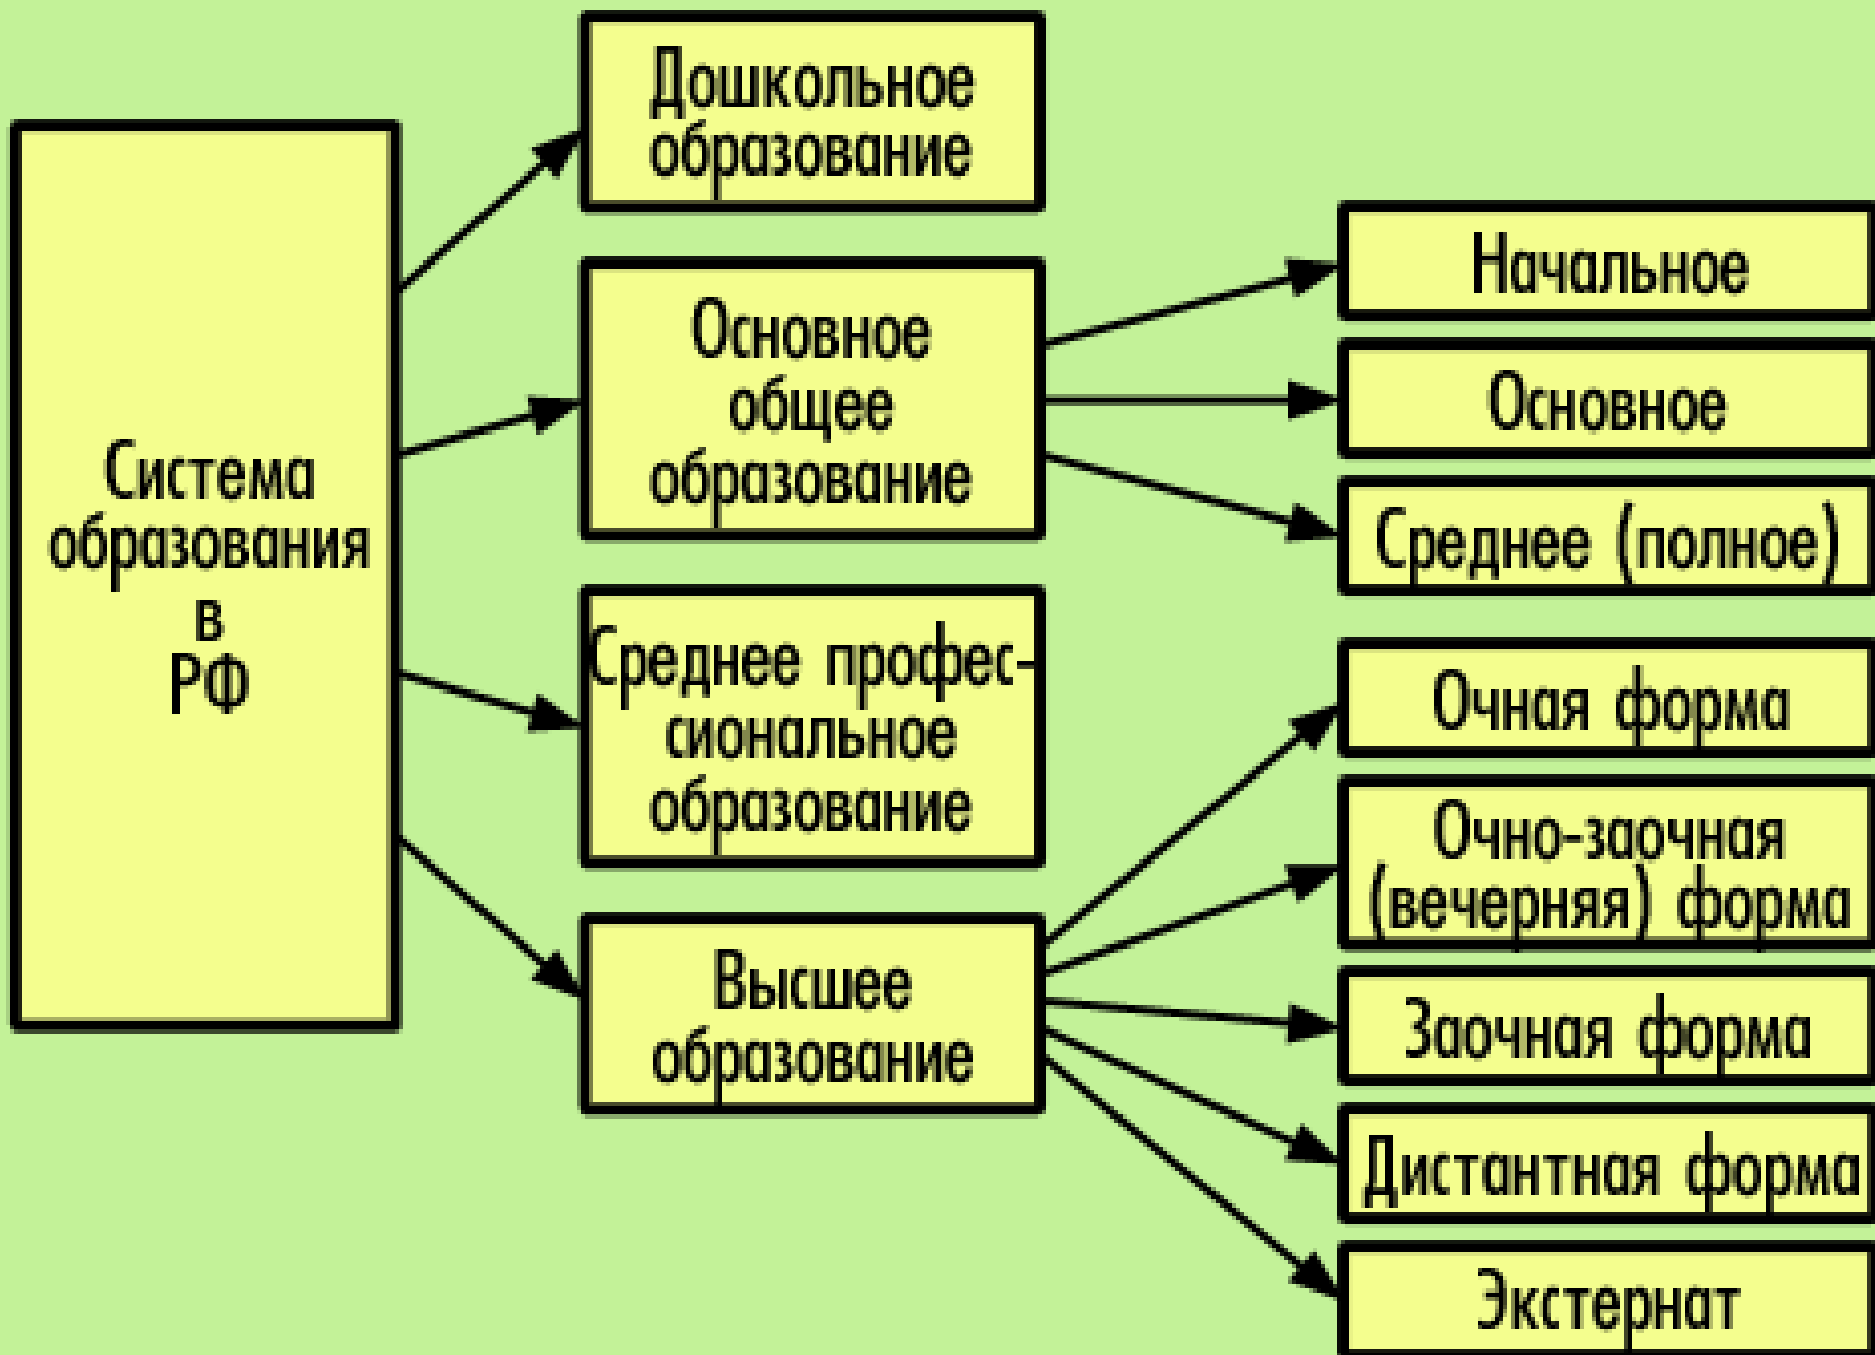 Система
образования
в
РФ
Дошкольное
образование
Основное
общее
образование
Среднее профес-
сиональное
образование
Высшее
образование
Начальное
Основное
Среднее (полное)
Очная форма
Очно-заочная
(вечерняя) форма
Заочная форма
Дистантная форма
Экстернат